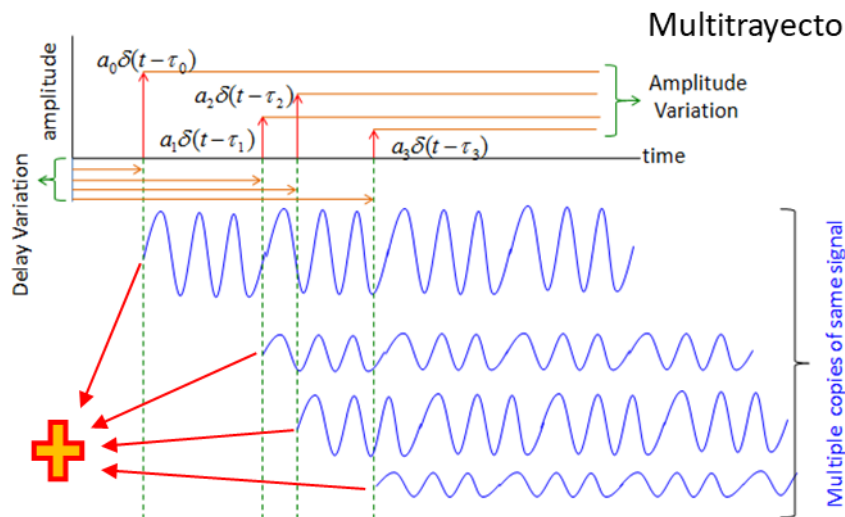 Multitrayecto
amplitude
a₀δ(t−τ₀)
a₂δ(t−τ₂)
a₁δ(t−τ₁)
a₃δ(t−τ₃)
Amplitude
Variation
time
Delay Variation
Multiple copies of same signal